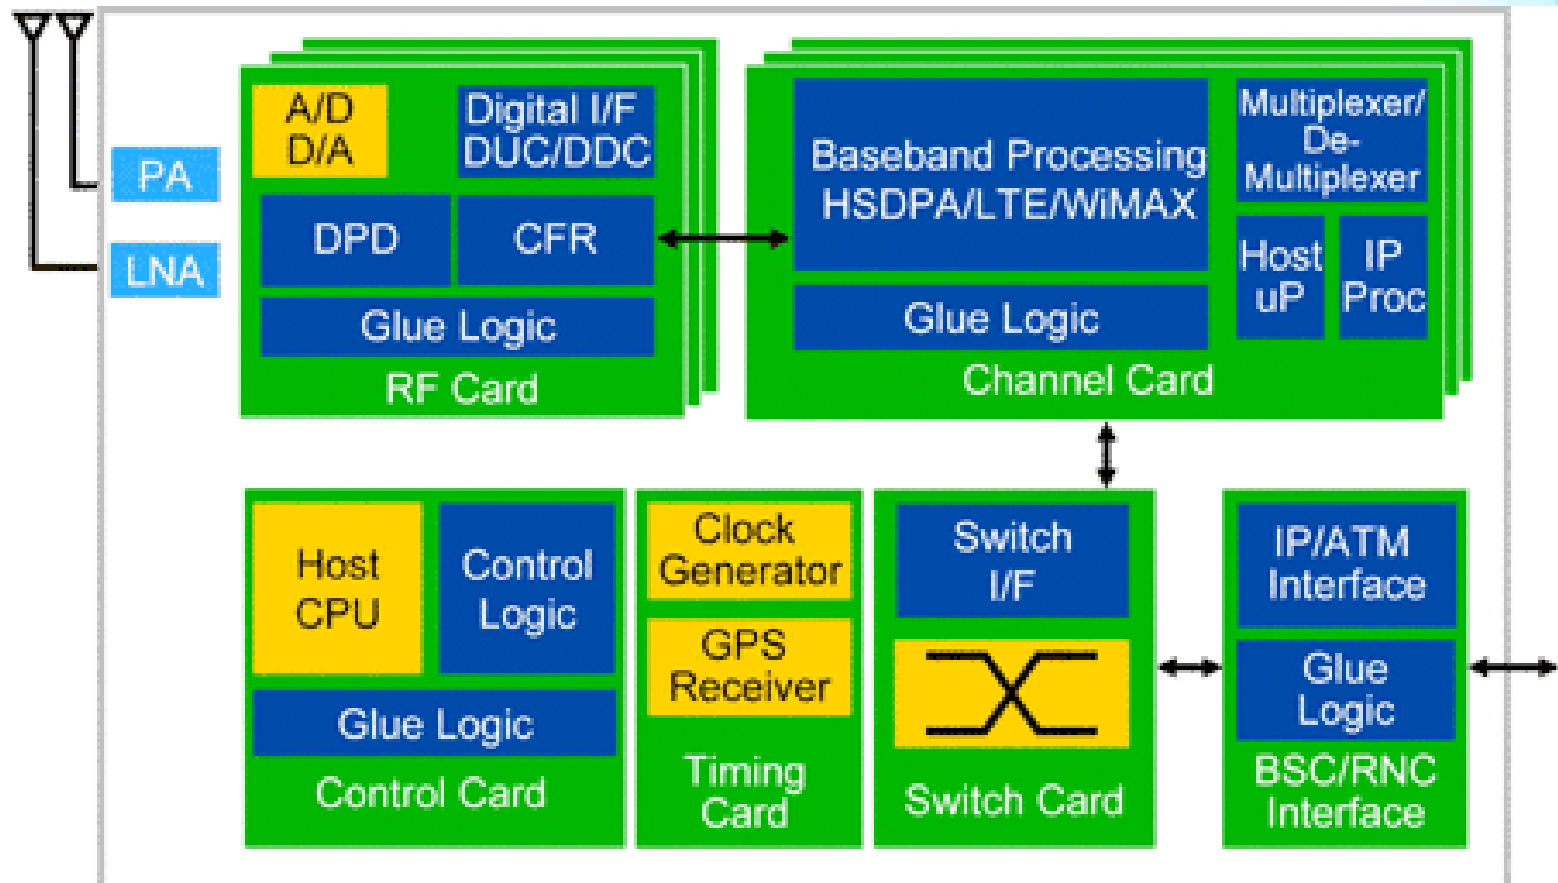 PA
LNA
A/D
D/A
Digital I/F
DUC/DDC
DPD
CFR
Glue Logic
RF Card
Baseband Processing
HSDPA/LTE/WiMAX
Glue Logic
Multiplexer/
De-
Multiplexer
Host
uP
IP
Proc
Channel Card
Host
CPU
Control
Logic
Glue Logic
Control Card
Clock
Generator
GPS
Receiver
Timing
Card
Switch
I/F
Switch Card
IP/ATM
Interface
Glue
Logic
BSC/RNC
Interface